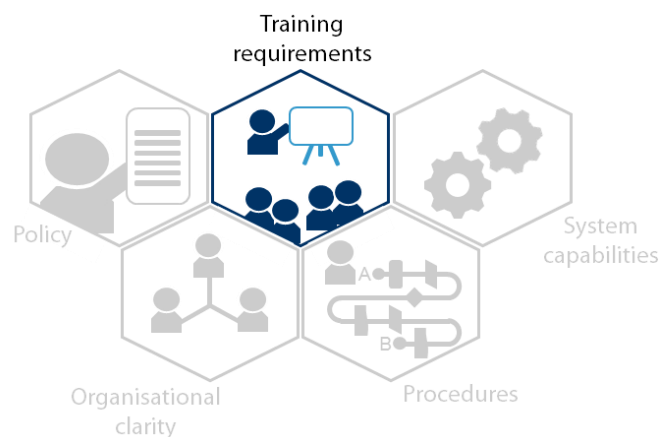 Training
requirements
Policy
System
capabilities
A
B
Organisational
clarity
Procedures